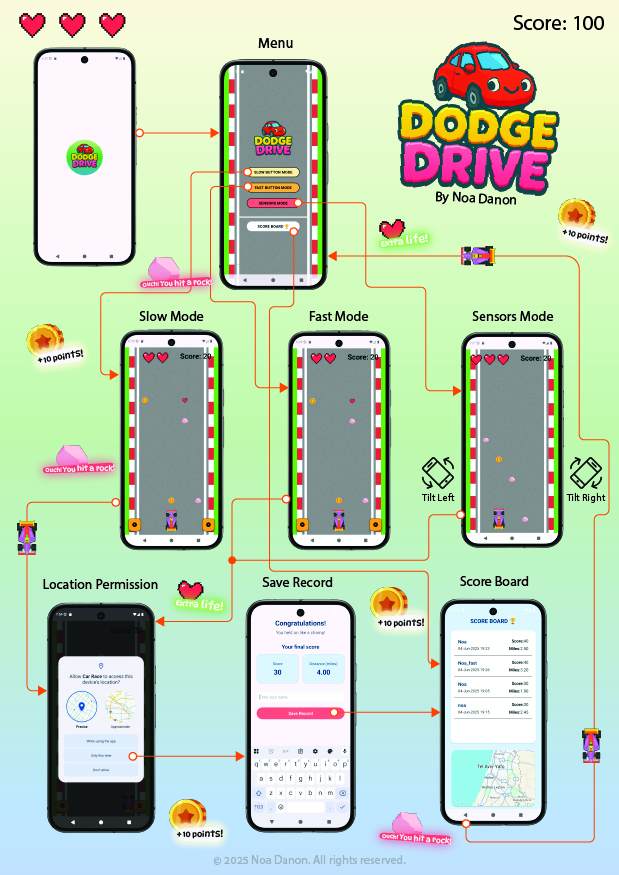 Score: 100
Menu
DODGE
DRIVE
DODGE
DRIVE
SLOW BUTTON MODE
FAST BUTTON MODE
SENSORS MODE
SCORE BOARD
DODGE
DRIVE
By Noa Danon
EXTRA life!
+10 points!
OUCH! YOU hit a rock!
+10 points!
Slow Mode
Score: 20
Fast Mode
Score: 20
Sensors Mode
Score: 20
OUCH! YOU hit a rock!
Tilt Left
Tilt Right
Location Permission
Allow Car Race to access this
device's location?
Precise
Approximate
While using the app
Only this time
Don't allow
EXTRA life!
+10 points!
Save Record
Congratulations!
You held on like a champ!
Your final score
Score
30
Distance (miles)
4.00
Enter your name
Save Record
q w e r t y u i o p
a s d f g h j k l
z x c v b n m
?123
+10 points!
Score Board
SCORE BOARD
Noa
Score:40
04-Jun-2025 19:23
Noa_fast
Score:40
04-Jun-2025 19:26
Miles:3.20
Noa
Score:30
04-Jun-2025 19:05
noa
Score:30
04-Jun-2025 19:15
Miles:2.45
Tel Aviv-Yafo
OUCH! YOU hit a rock!
© 2025 Noa Danon. All rights reserved.